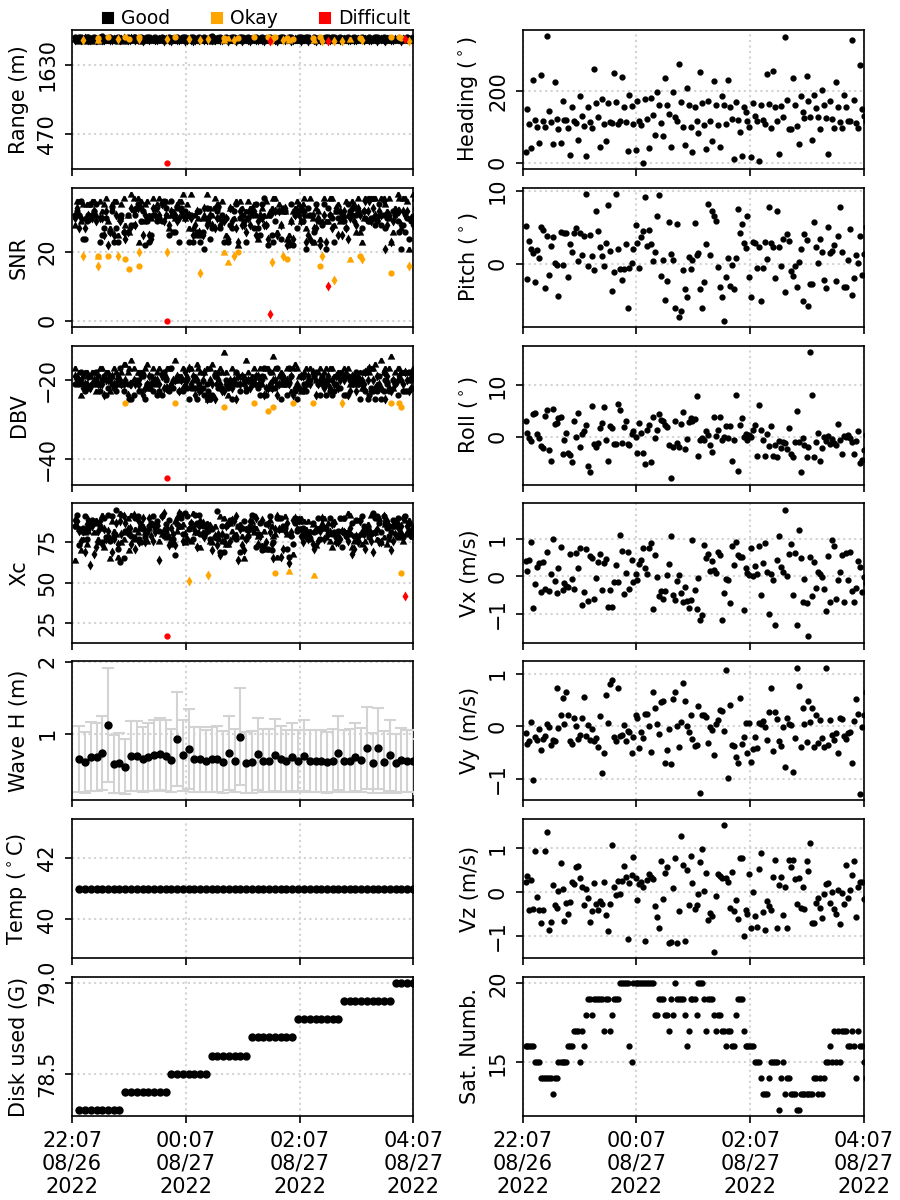 Good Okay Difficult
Range (m)
1630
470
Heading (°)
200
0
SNR
20
0
Pitch (°)
10
0
DBV
−20
−40
Roll (°)
10
0
Xc
75
50
25
Vx (m/s)
1
0
−1
Wave H (m)
2
1
Vy (m/s)
1
0
−1
Temp (°C)
42
40
Vz (m/s)
1
0
−1
Disk used (G)
79.0
78.5
Sat. Numb.
20
15
22:07 00:07 02:07 04:07 22:07 00:07 02:07 04:07
08/26 08/27 08/27 08/27 08/26 08/27 08/27 08/27
2022 2022 2022 2022 2022 2022 2022 2022